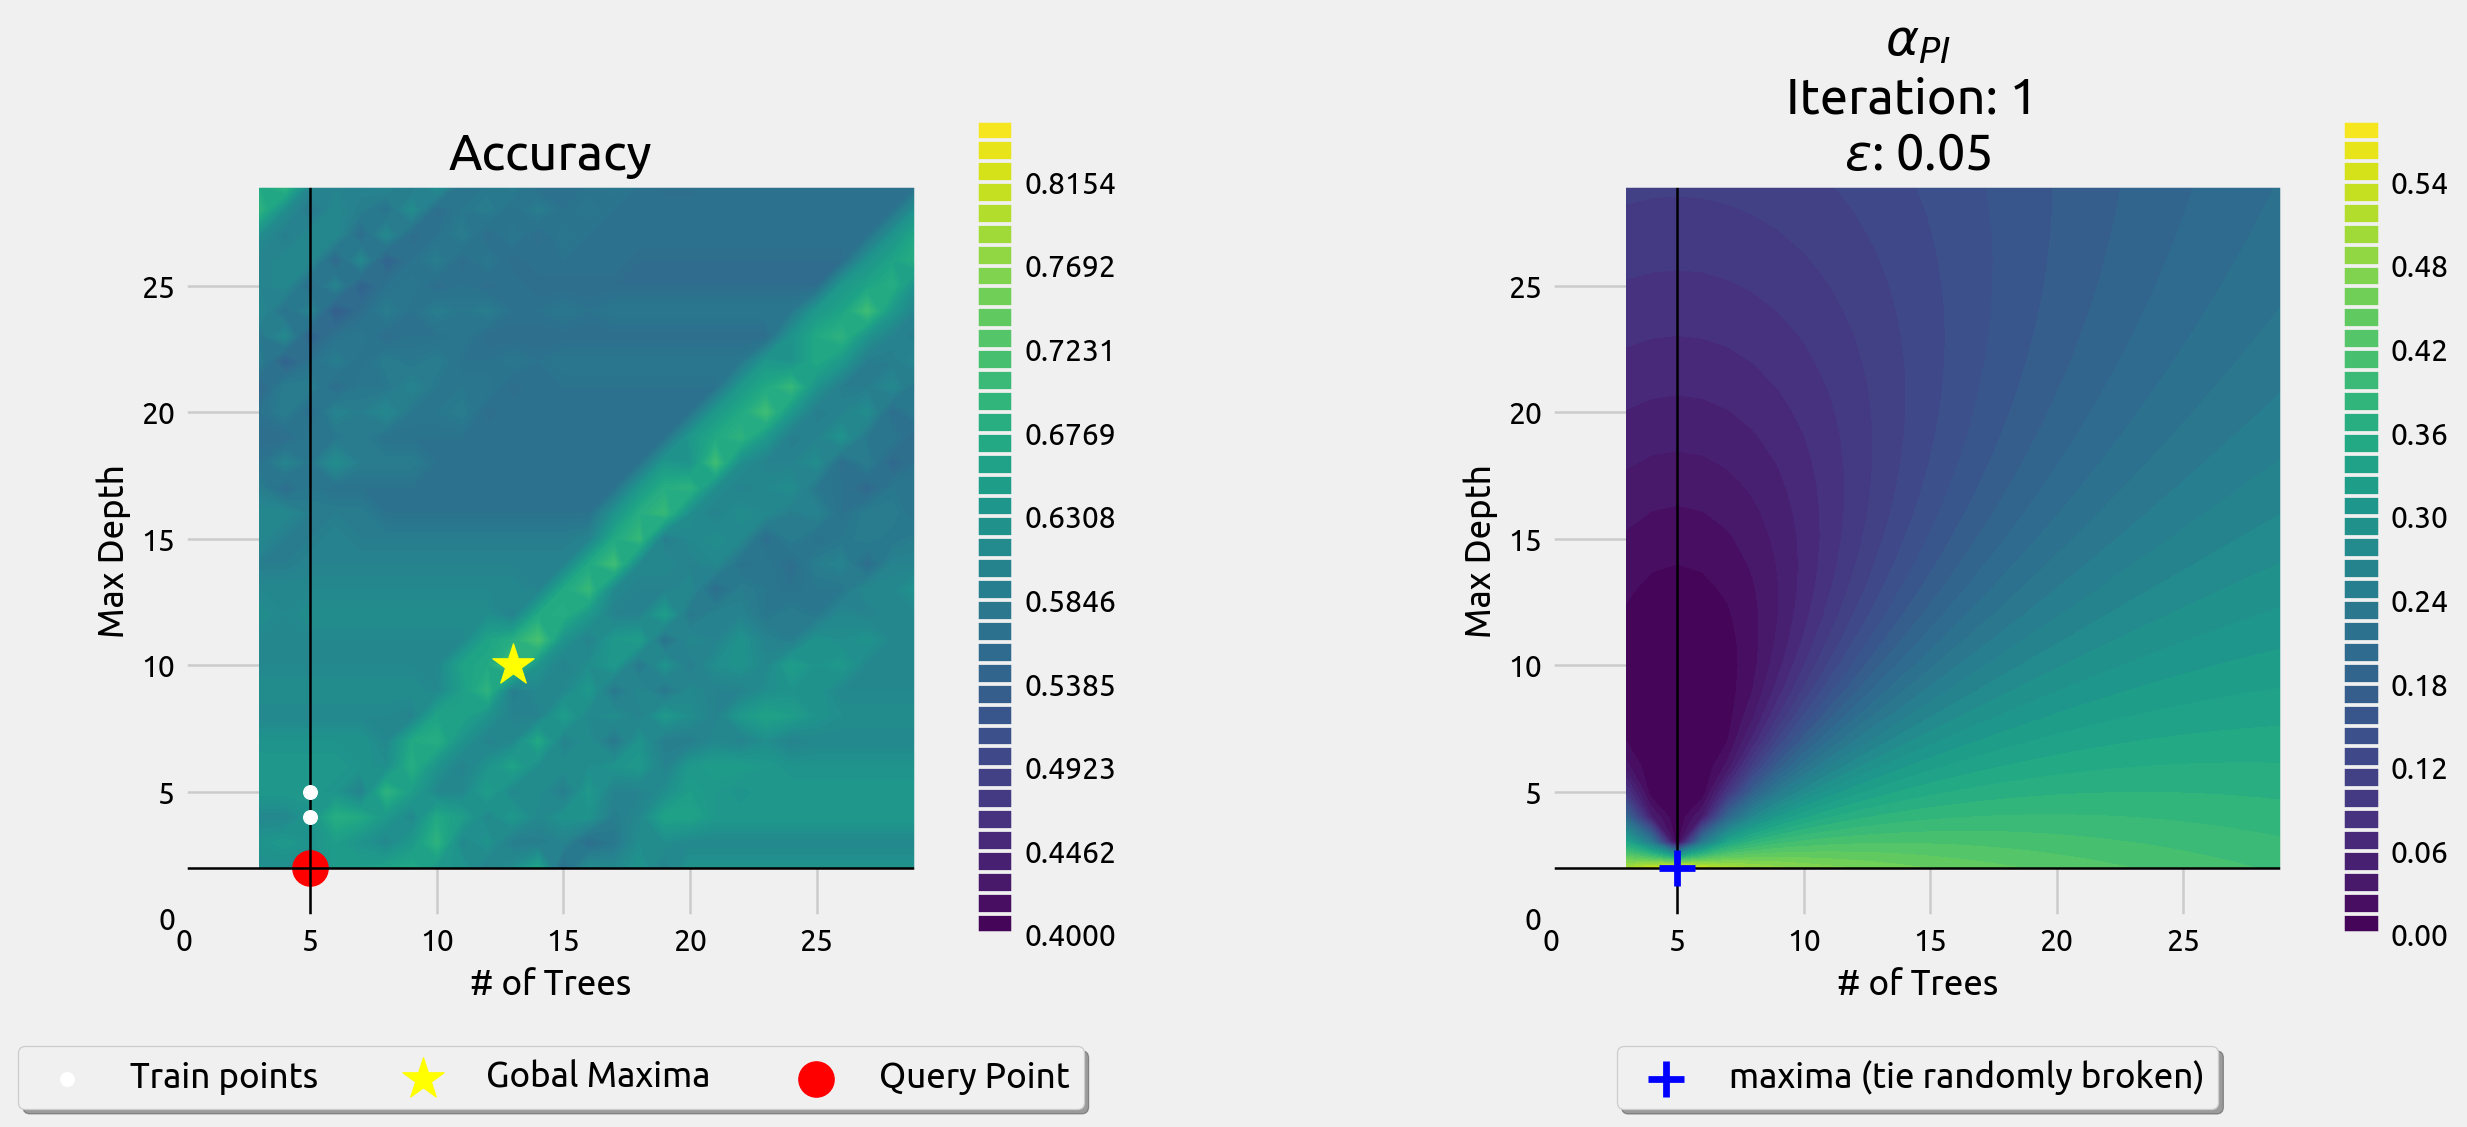 Accuracy
Max Depth
25
20
15
10
5
0
0 5 10 15 20 25
# of Trees
0.8154
0.7692
0.7231
0.6769
0.6308
0.5846
0.5385
0.4923
0.4462
0.4000
Train points
Gobal Maxima
Query Point
α_PI
Iteration: 1
ε: 0.05
Max Depth
25
20
15
10
5
0
0 5 10 15 20 25
# of Trees
0.54
0.48
0.42
0.36
0.30
0.24
0.18
0.12
0.06
0.00
maxima (tie randomly broken)